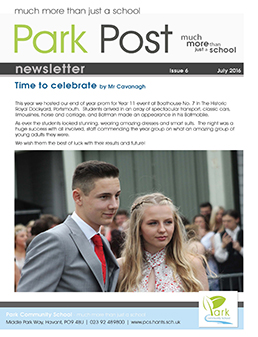 much more than just a school
Park Post
much
more than
just a school
newsletter
Issue 6
July 2016
Time to celebrate by Mr Cavanagh
This year we hosted our end of year prom for Year 11 event at Boathouse No. 7 in The Historic
Royal Dockyard, Portsmouth. Students arrived in an array of spectacular transport, classic cars,
limousines, horse and carriage, and Batman made an appearance in his Batmobile.
As ever the students looked stunning, wearing amazing dresses and smart suits. The night was a
huge success with all involved, staff commending the year group on what an amazing group of
young adults they were.
We wish them the best of luck with their results and future!
Park Community School much more than just a school
Middle Park Way, Havant, PO9 4BU | 023 92 489800 | www.pcs.hants.sch.uk
Park